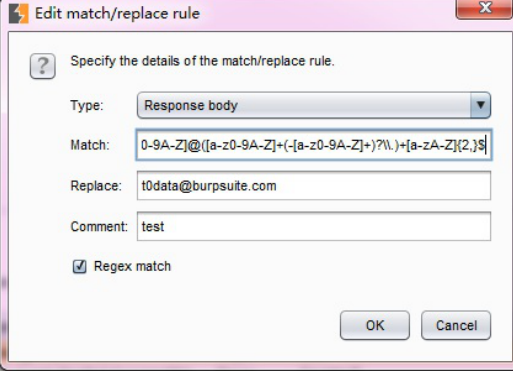 Edit match/replace rule
?
Specify the details of the match/replace rule.
Type: Response body
Match: 0-9A-Z]@([a-z0-9A-Z]+(-[a-z0-9A-Z]+)?\\.)+[a-zA-Z]{2,}$
Replace: t0data@burpsuite.com
Comment: test
Regex match
OK Cancel